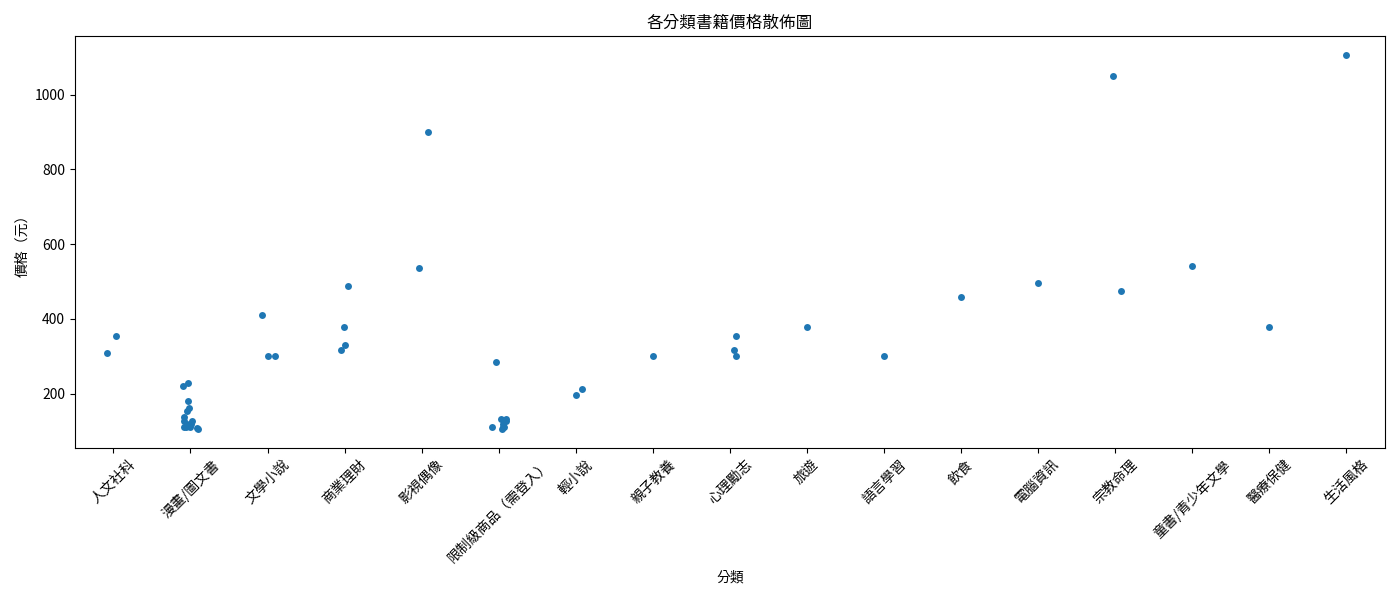 各分類書籍價格散佈圖
價格（元）
1000
800
600
400
200
人文社科
漫畫/圖文書
文學小說
商業理財
影視偶像
限制級商品（需登入）
輕小說
親子教養
心理勵志
旅遊
語言學習
飲食
電腦資訊
宗教命理
童書/青少年文學
醫療保健
生活風格
分類